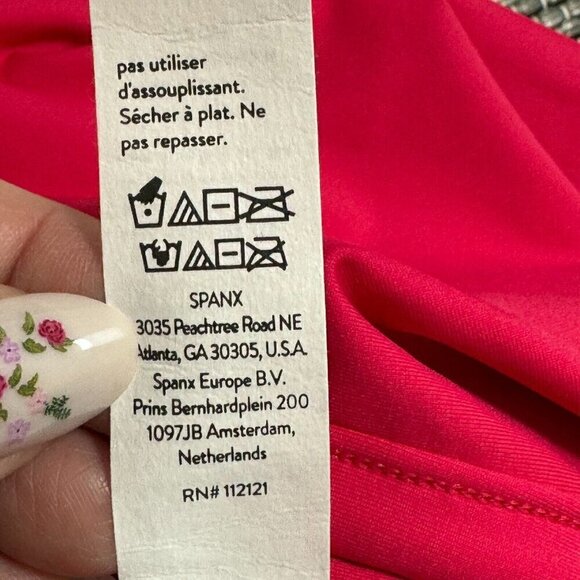 pas utiliser
d'assouplissant.
Sécher à plat. Ne
pas repasser.
SPANX
3035 Peachtree Road NE
Atlanta, GA 30305, U.S.A.
Spanx Europe B.V.
Prins Bernhardplein 200
1097JB Amsterdam,
Netherlands
RN# 112121